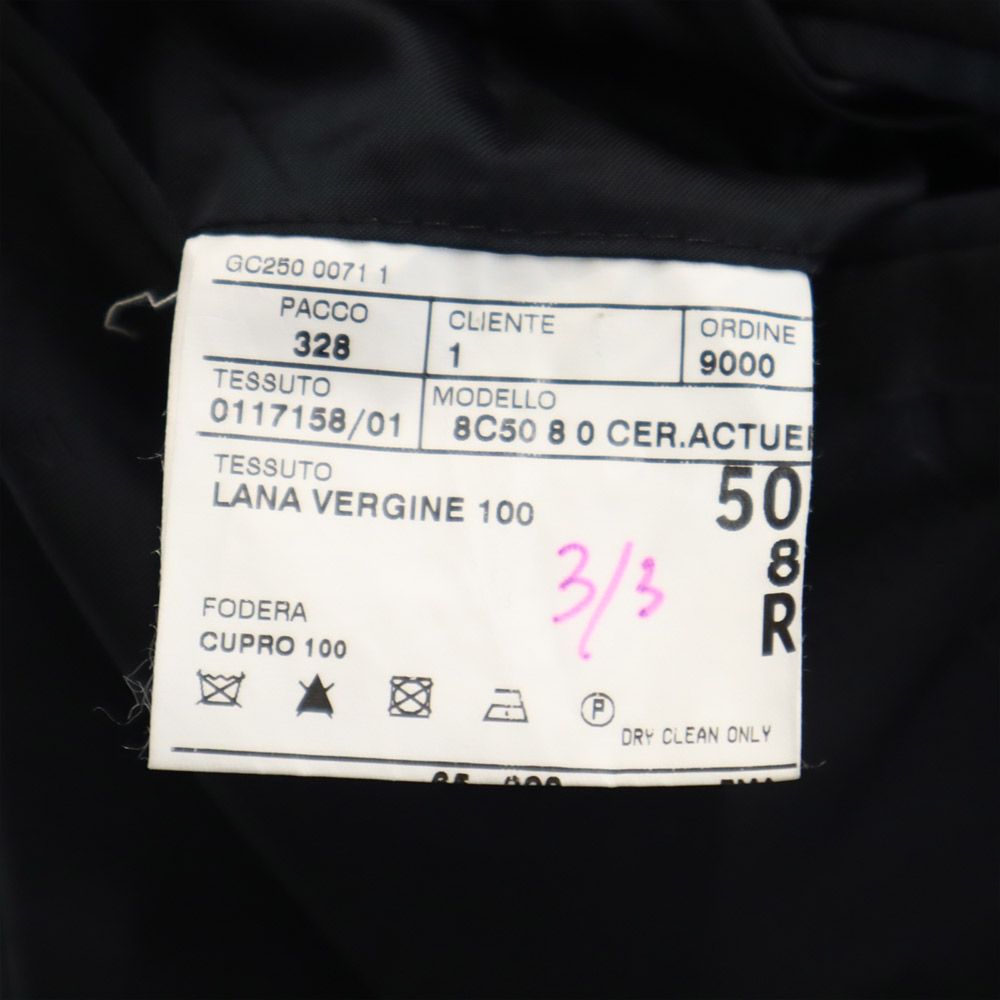 GC250 0071 1
PACCO CLIENTE ORDINE
328 1 9000
TESSUTO MODELLO
0117158/01 8C50 8 0 CER.ACTUE
TESSUTO
LANA VERGINE 100
50
8
R
3/3
FODERA
CUPRO 100
P
DRY CLEAN ONLY